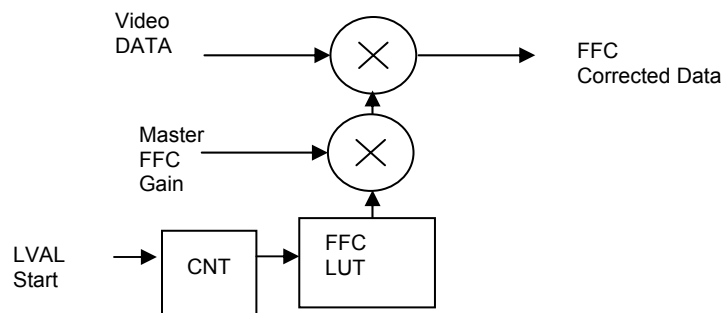 Video
DATA
FFC
Corrected Data
Master
FFC
Gain
LVAL
Start
CNT
FFC
LUT